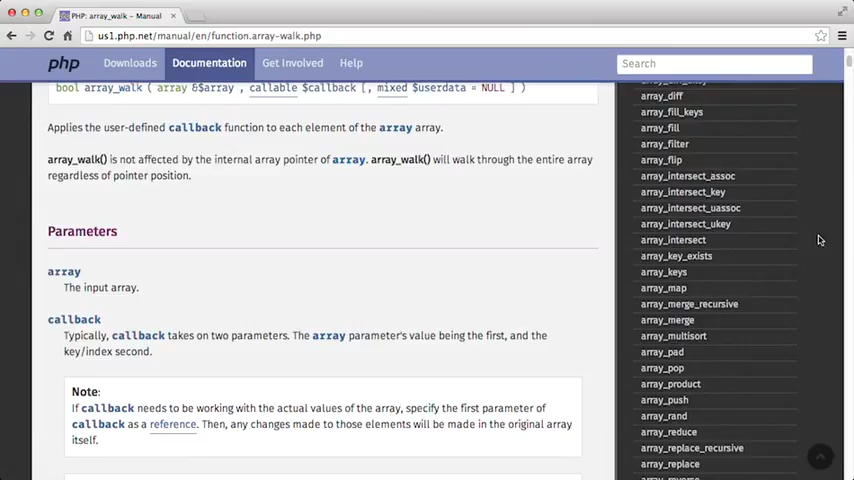 PHP: array_walk - Manual
us1.php.net/manual/en/function.array-walk.php
php Downloads Documentation Get Involved Help Search
bool array_walk ( array &$array , callable $callback [, mixed $userdata = NULL ] )
Applies the user-defined callback function to each element of the array array.
array_walk() is not affected by the internal array pointer of array. array_walk() will walk through the entire array
regardless of pointer position.
Parameters
array
The input array.
callback
Typically, callback takes on two parameters. The array parameter's value being the first, and the
key/index second.
Note:
If callback needs to be working with the actual values of the array, specify the first parameter of
callback as a reference. Then, any changes made to those elements will be made in the original array
itself.
array_diff
array_fill_keys
array_fill
array_filter
array_flip
array_intersect_assoc
array_intersect_key
array_intersect_uassoc
array_intersect_ukey
array_intersect
array_key_exists
array_keys
array_map
array_merge_recursive
array_merge
array_multisort
array_pad
array_pop
array_product
array_push
array_rand
array_reduce
array_replace_recursive
array_replace